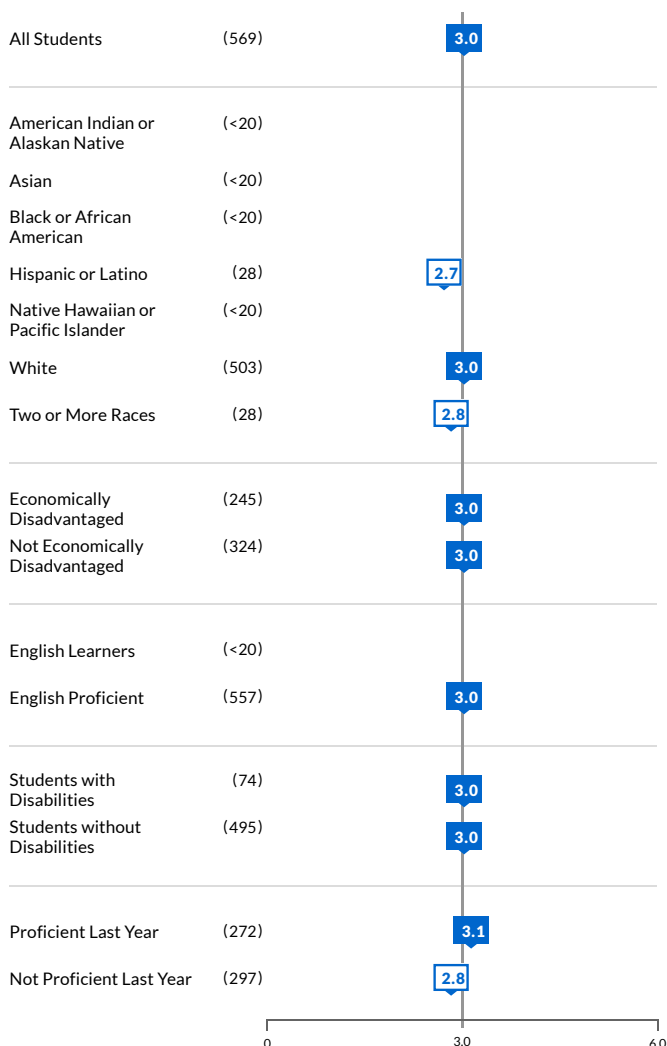 All Students (569) 3.0
American Indian or (<20)
Alaskan Native
Asian (<20)
Black or African (<20)
American
Hispanic or Latino (28) 2.7
Native Hawaiian or (<20)
Pacific Islander
White (503) 3.0
Two or More Races (28) 2.8
Economically (245) 3.0
Disadvantaged
Not Economically (324) 3.0
Disadvantaged
English Learners (<20)
English Proficient (557) 3.0
Students with (74) 3.0
Disabilities
Students without (495) 3.0
Disabilities
Proficient Last Year (272) 3.1
Not Proficient Last Year (297) 2.8
0 3.0 6.0